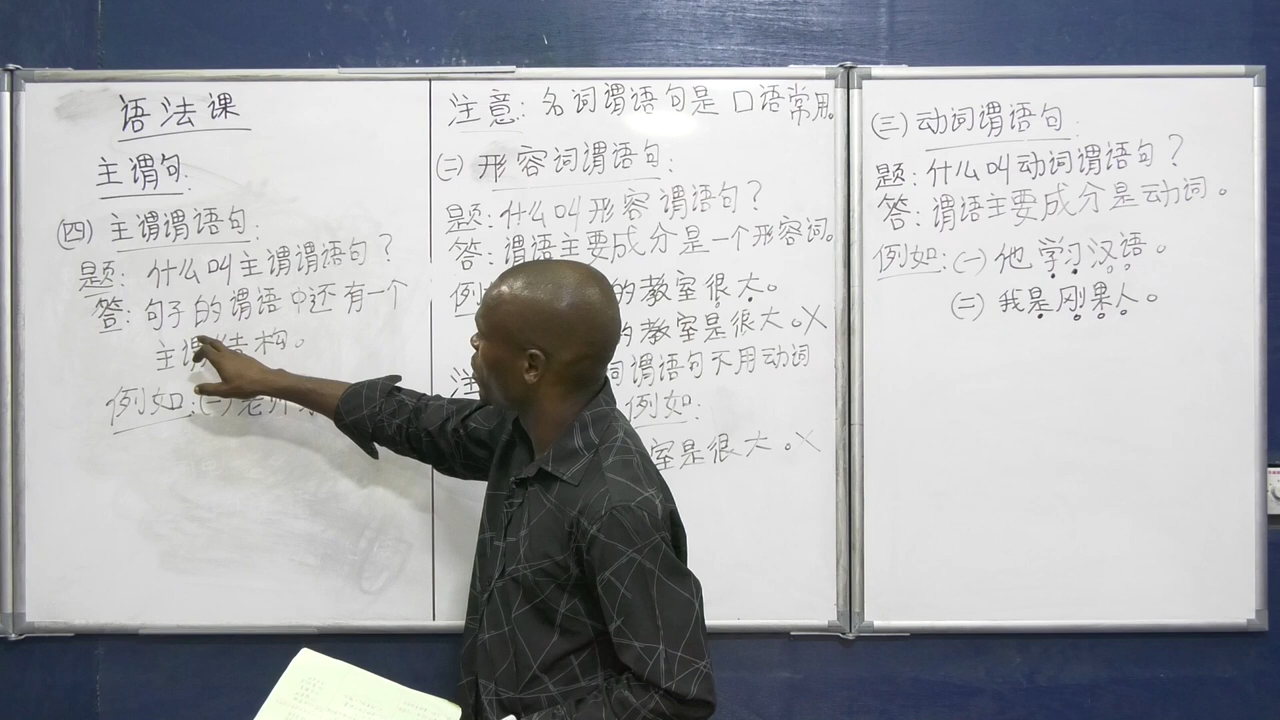 语法课
主谓句:
(四) 主谓谓语句:
题: 什么叫主谓谓语句?
答: 句子的谓语中还有一个
主谓结构。
例如:(一) 老师
注意: 名词谓语句是口语常用。
(二) 形容词谓语句:
题: 什么叫形容谓语句?
答: 谓语主要成分是一个形容词。
例 的教室很大。
的教室是很大。X
注 词谓语句不用动词
例如:
室是很大。X
(三) 动词谓语句:
题: 什么叫动词谓语句?
答: 谓语主要成分是动词。
例如: (一) 他学习汉语。
(二) 我是刚果人。